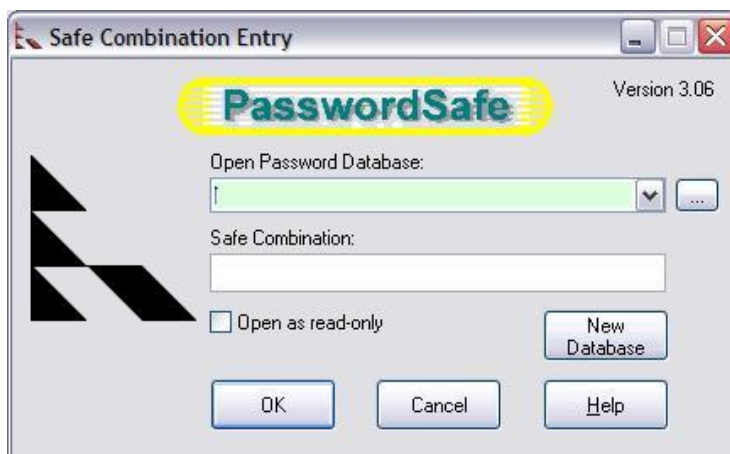 Safe Combination Entry
PasswordSafe
Version 3.06
Open Password Database:
...
Safe Combination:
Open as read-only
New
Database
OK
Cancel
Help